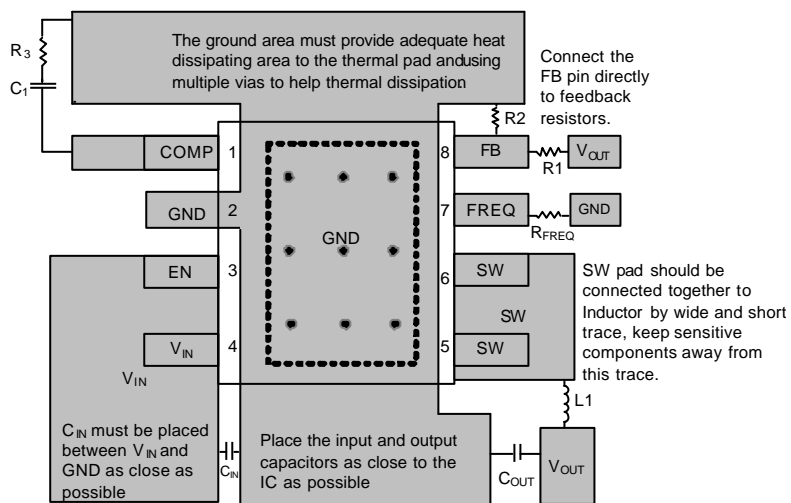 The ground area must provide adequate heat
dissipating area to the thermal pad andusing
multiple vias to help thermal dissipation.
R3
C1
Connect the
FB pin directly
to feedback
resistors.
R2
COMP
1
8
FB
R1
VOUT
GND
2
GND
7
FREQ
RFREQ
GND
EN
3
6
SW
SW
SW pad should be
connected together to
Inductor by wide and short
trace, keep sensitive
components away from
this trace.
VIN
4
5
SW
VIN
L1
CIN must be placed
between VIN and
GND as close as
possible
CIN
Place the input and output
capacitors as close to the
IC as possible
COUT
VOUT